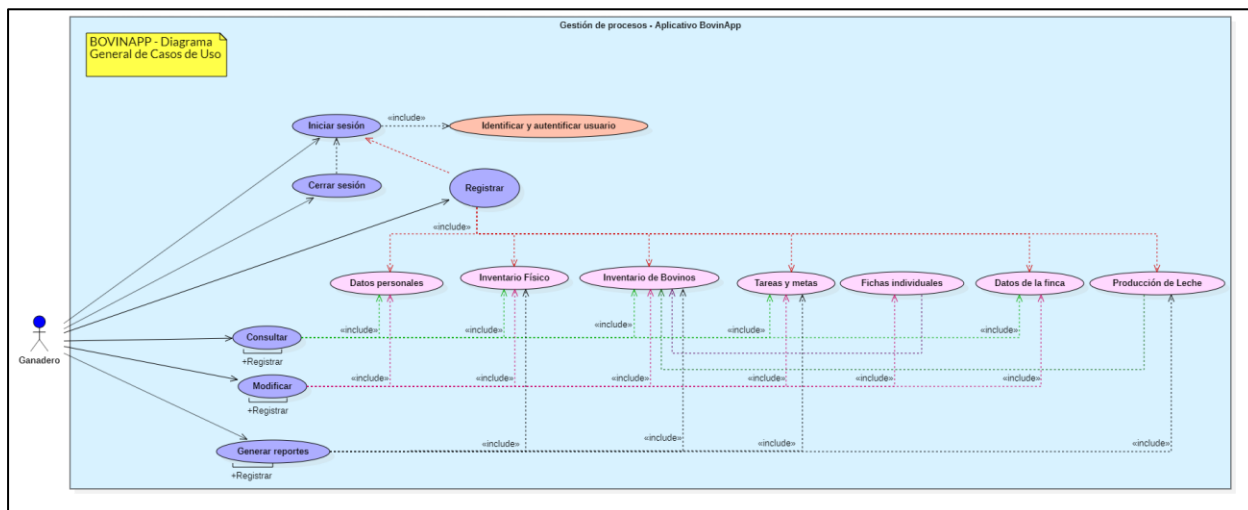 Gestión de procesos - Aplicativo BovinApp
BOVINAPP - Diagrama
General de Casos de Uso
«include»
Iniciar sesión
Identificar y autentificar usuario
Cerrar sesión
Registrar
«include»
Datos personales
Inventario Físico
Inventario de Bovinos
Tareas y metas
Fichas individuales
Datos de la finca
Producción de Leche
Ganadero
Consultar
«include»
«include»
«include»
«include»
«include»
+Registrar
Modificar
«include»
«include»
«include»
«include»
«include»
«include»
+Registrar
Generar reportes
«include»
«include»
«include»
«include»
+Registrar